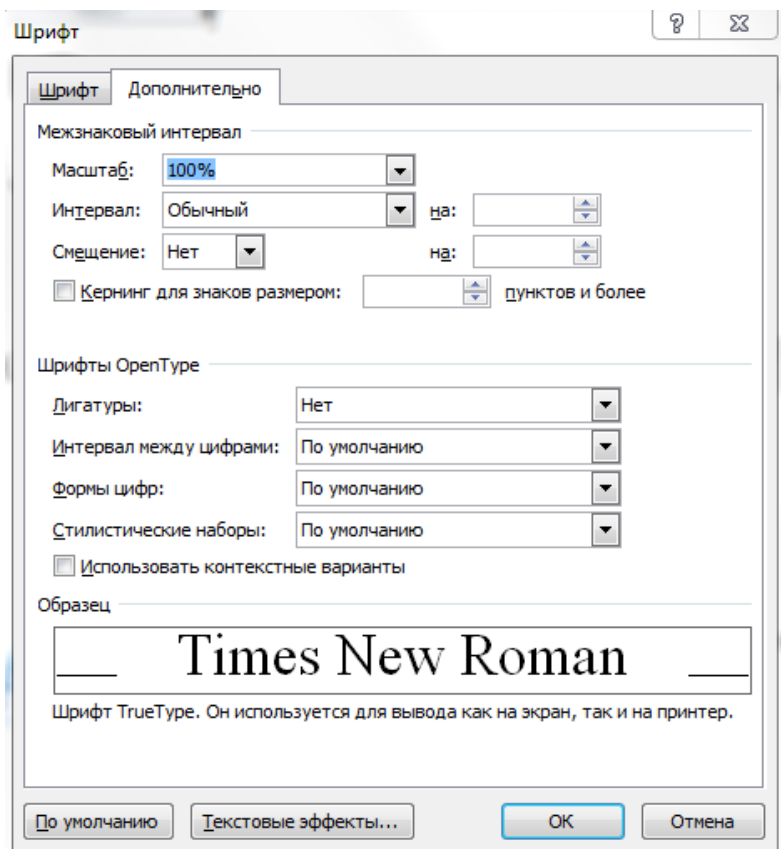 Шрифт
Шрифт Дополнительно
Межзнаковый интервал
Масштаб: 100%
Интервал: Обычный на:
Смещение: Нет на:
Кернинг для знаков размером: пунктов и более
Шрифты OpenType
Лигатуры: Нет
Интервал между цифрами: По умолчанию
Формы цифр: По умолчанию
Стилистические наборы: По умолчанию
Использовать контекстные варианты
Образец
Times New Roman
Шрифт TrueType. Он используется для вывода как на экран, так и на принтер.
По умолчанию Текстовые эффекты... ОК Отмена